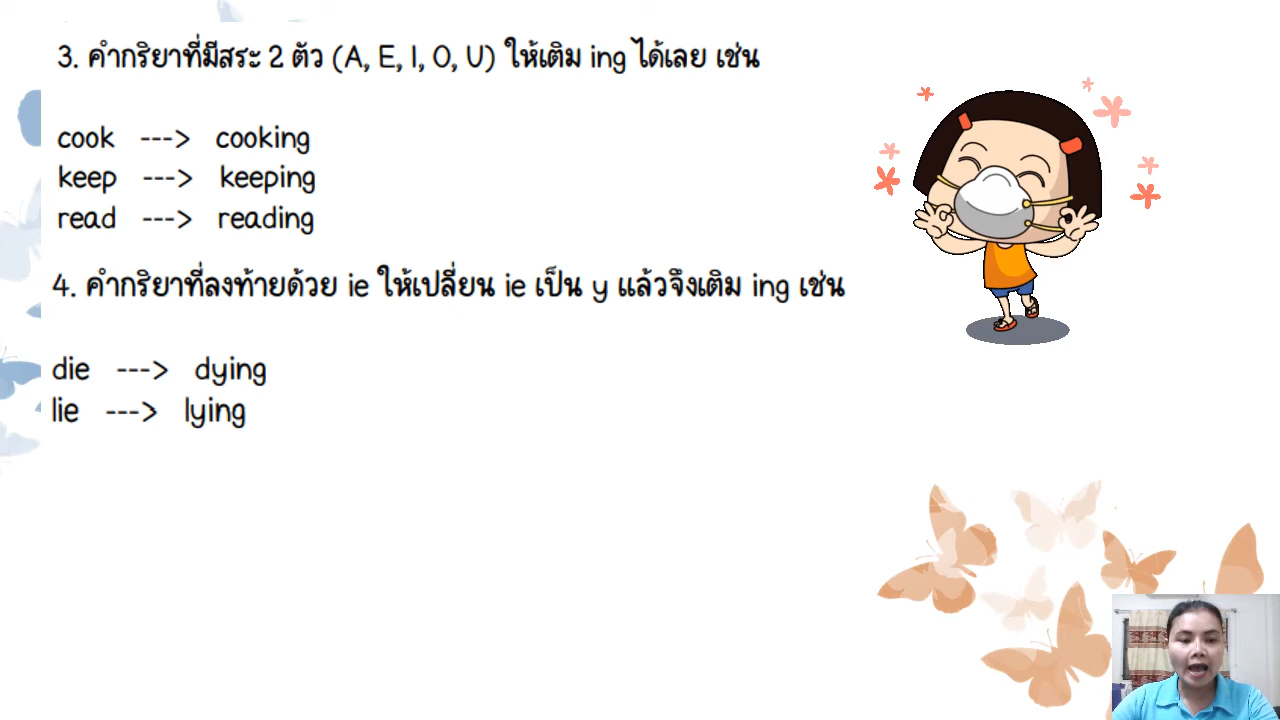 3. คำกริยาที่มีสระ 2 ตัว (A, E, I, O, U) ให้เติม ing ได้เลย เช่น
cook ---> cooking
keep ---> keeping
read ---> reading
4. คำกริยาที่ลงท้ายด้วย ie ให้เปลี่ยน ie เป็น y แล้วจึงเติม ing เช่น
die ---> dying
lie ---> lying